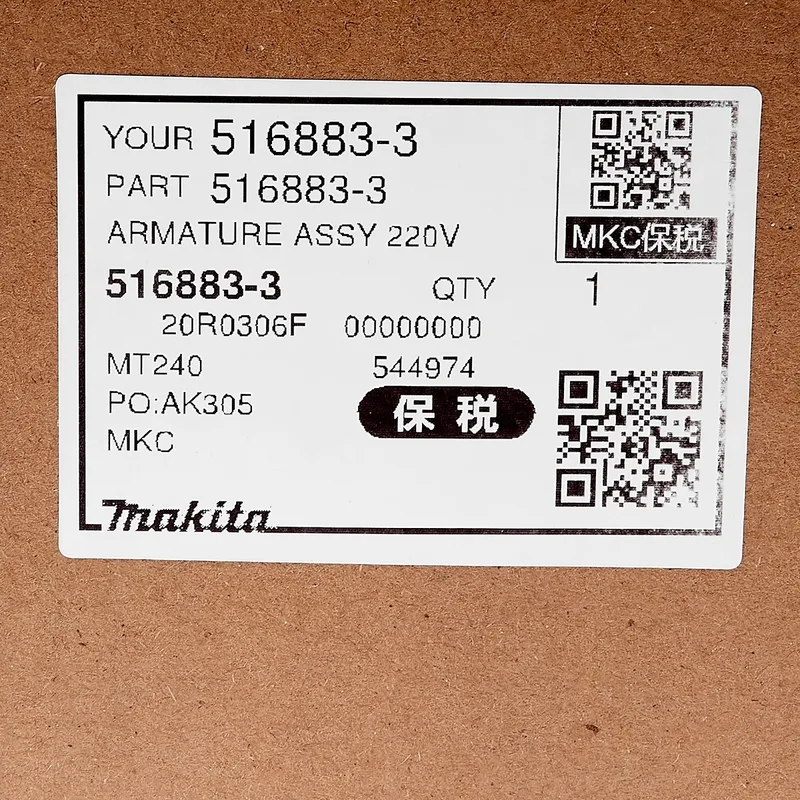 YOUR 516883-3
PART 516883-3
ARMATURE ASSY 220V
MKC保税
516883-3 QTY 1
20R0306F 00000000
MT240 544974
PO:AK305
保税
MKC
makita